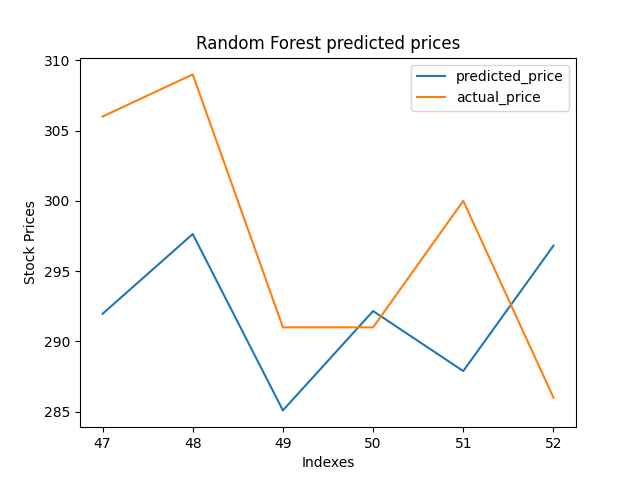 Random Forest predicted prices
predicted_price
actual_price
310
305
300
295
290
285
Stock Prices
47 48 49 50 51 52
Indexes